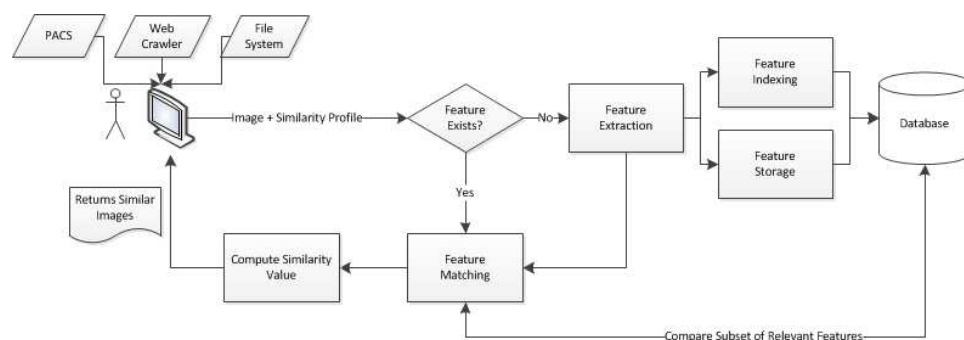 PACS
Web
Crawler
File
System
Image + Similarity Profile
Feature
Exists?
No
Feature
Extraction
Feature
Indexing
Feature
Storage
Database
Yes
Returns Similar
Images
Compute Similarity
Value
Feature
Matching
Compare Subset of Relevant Features